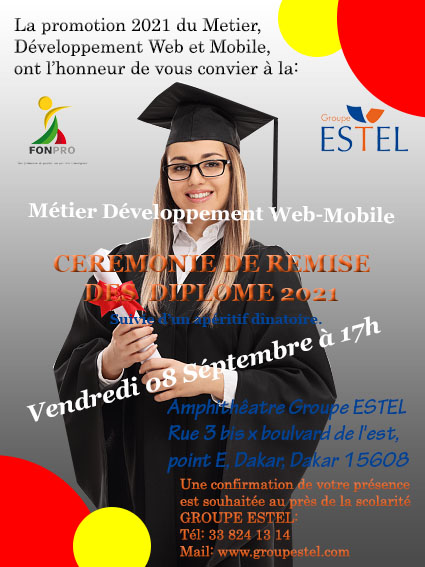 La promotion 2021 du Metier,
Développement Web et Mobile,
ont l'honneur de vous convier à la:
FONPRO
Groupe
ESTEL
Métier Développement Web-Mobile
CEREMONIE DE REMISE
DES DIPLOME 2021
Suivie d'un apéritif dinatoire.
Vendredi 08 Séptembre à 17h
Amphithêatre Groupe ESTEL
Rue 3 bis x boulvard de l'est,
point E, Dakar, Dakar 15608
Une confirmation de votre présence
est souhaitée au près de la scolarité
GROUPE ESTEL:
Tél: 33 824 13 14
Mail: www.groupestel.com